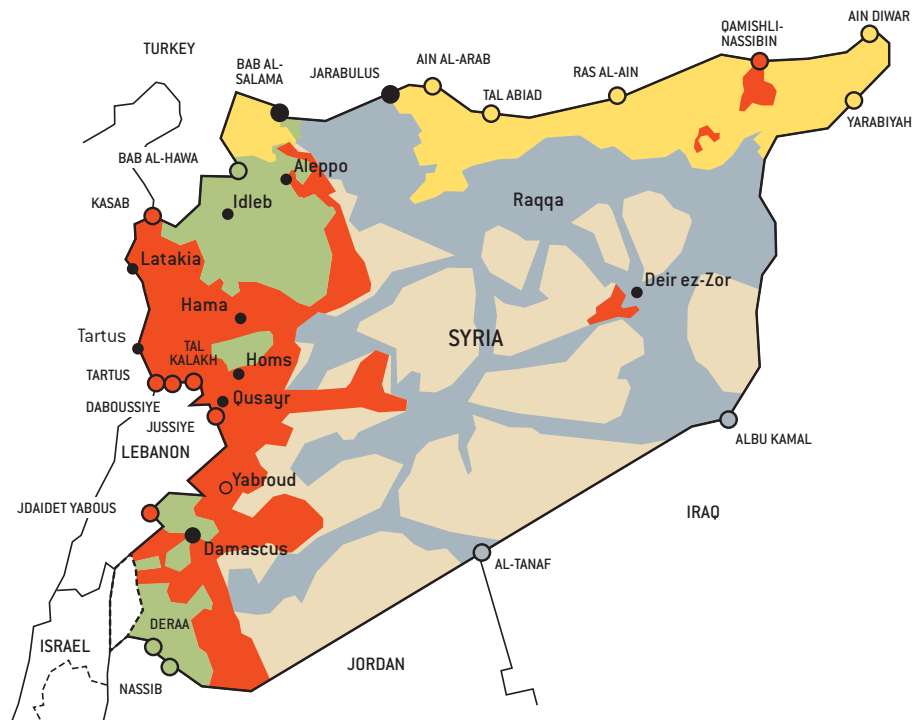 TURKEY
BAB AL-
SALAMA
JARABULUS
AIN AL-ARAB
TAL ABIAD
RAS AL-AIN
QAMISHLI-
NASSIBIN
AIN DIWAR
YARABIYAH
BAB AL-HAWA
Aleppo
KASAB
Idleb
Raqqa
Latakia
Deir ez-Zor
Hama
Tartus
SYRIA
TAL
KALAKH
Homs
TARTUS
DABOUSSIYE
Qusayr
JUSSIYE
ALBU KAMAL
LEBANON
Yabroud
JDAIDET YABOUS
IRAQ
Damascus
AL-TANAF
DERAA
ISRAEL
JORDAN
NASSIB